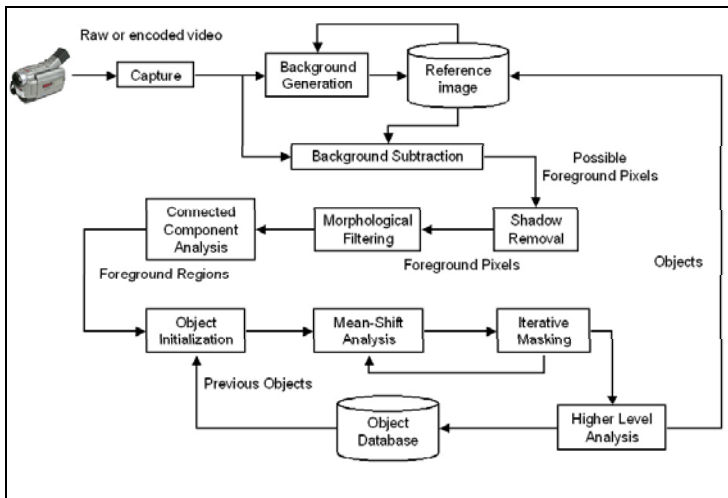 Raw or encoded video
Capture
Background
Generation
Reference
image
Background Subtraction
Possible
Foreground Pixels
Connected
Component
Analysis
Morphological
Filtering
Shadow
Removal
Foreground Pixels
Foreground Regions
Objects
Object
Initialization
Mean-Shift
Analysis
Iterative
Masking
Previous Objects
Object
Database
Higher Level
Analysis